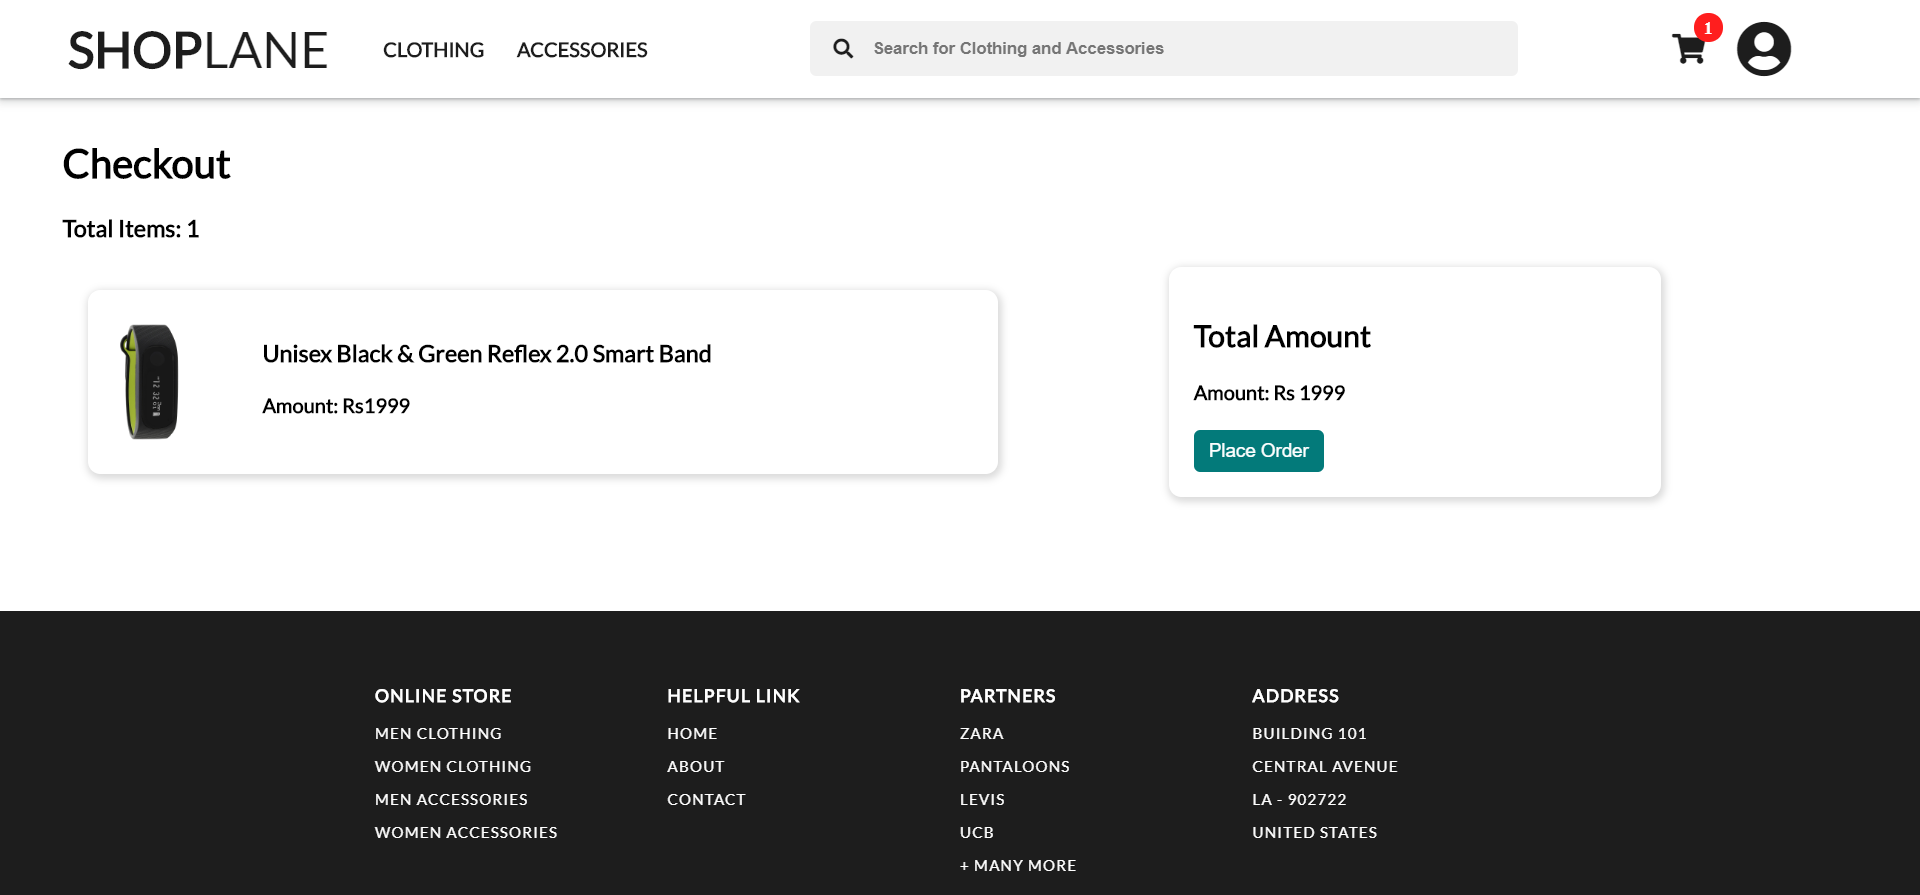 SHOPLANE
CLOTHING
ACCESSORIES
Search for Clothing and Accessories
1
Checkout
Total Items: 1
Unisex Black & Green Reflex 2.0 Smart Band
Amount: Rs1999
Total Amount
Amount: Rs 1999
Place Order
ONLINE STORE
MEN CLOTHING
WOMEN CLOTHING
MEN ACCESSORIES
WOMEN ACCESSORIES
HELPFUL LINK
HOME
ABOUT
CONTACT
PARTNERS
ZARA
PANTALOONS
LEVIS
UCB
+ MANY MORE
ADDRESS
BUILDING 101
CENTRAL AVENUE
LA - 902722
UNITED STATES